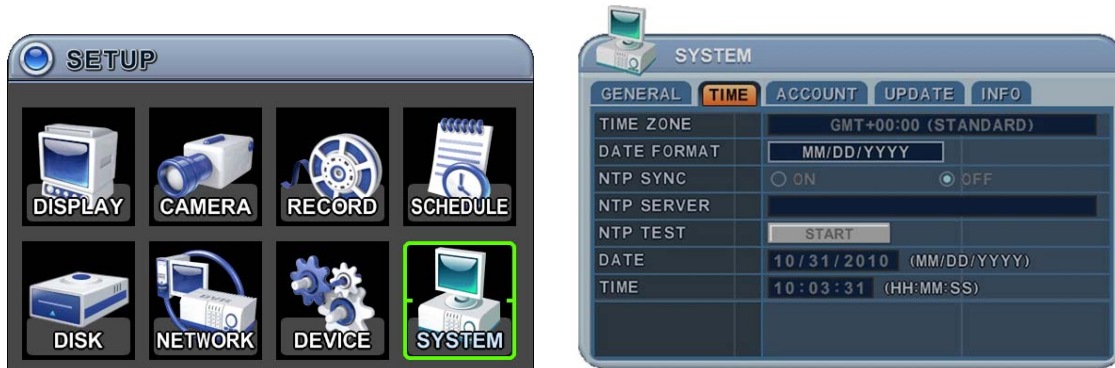 SETUP
DISPLAY CAMERA RECORD SCHEDULE
DISK NETWORK DEVICE SYSTEM
SYSTEM
GENERAL TIME ACCOUNT UPDATE INFO
TIME ZONE GMT+00:00 (STANDARD)
DATE FORMAT MM/DD/YYYY
NTP SYNC ON OFF
NTP SERVER
NTP TEST START
DATE 10/31/2010 (MM/DD/YYYY)
TIME 10:03:31 (HH:MM:SS)